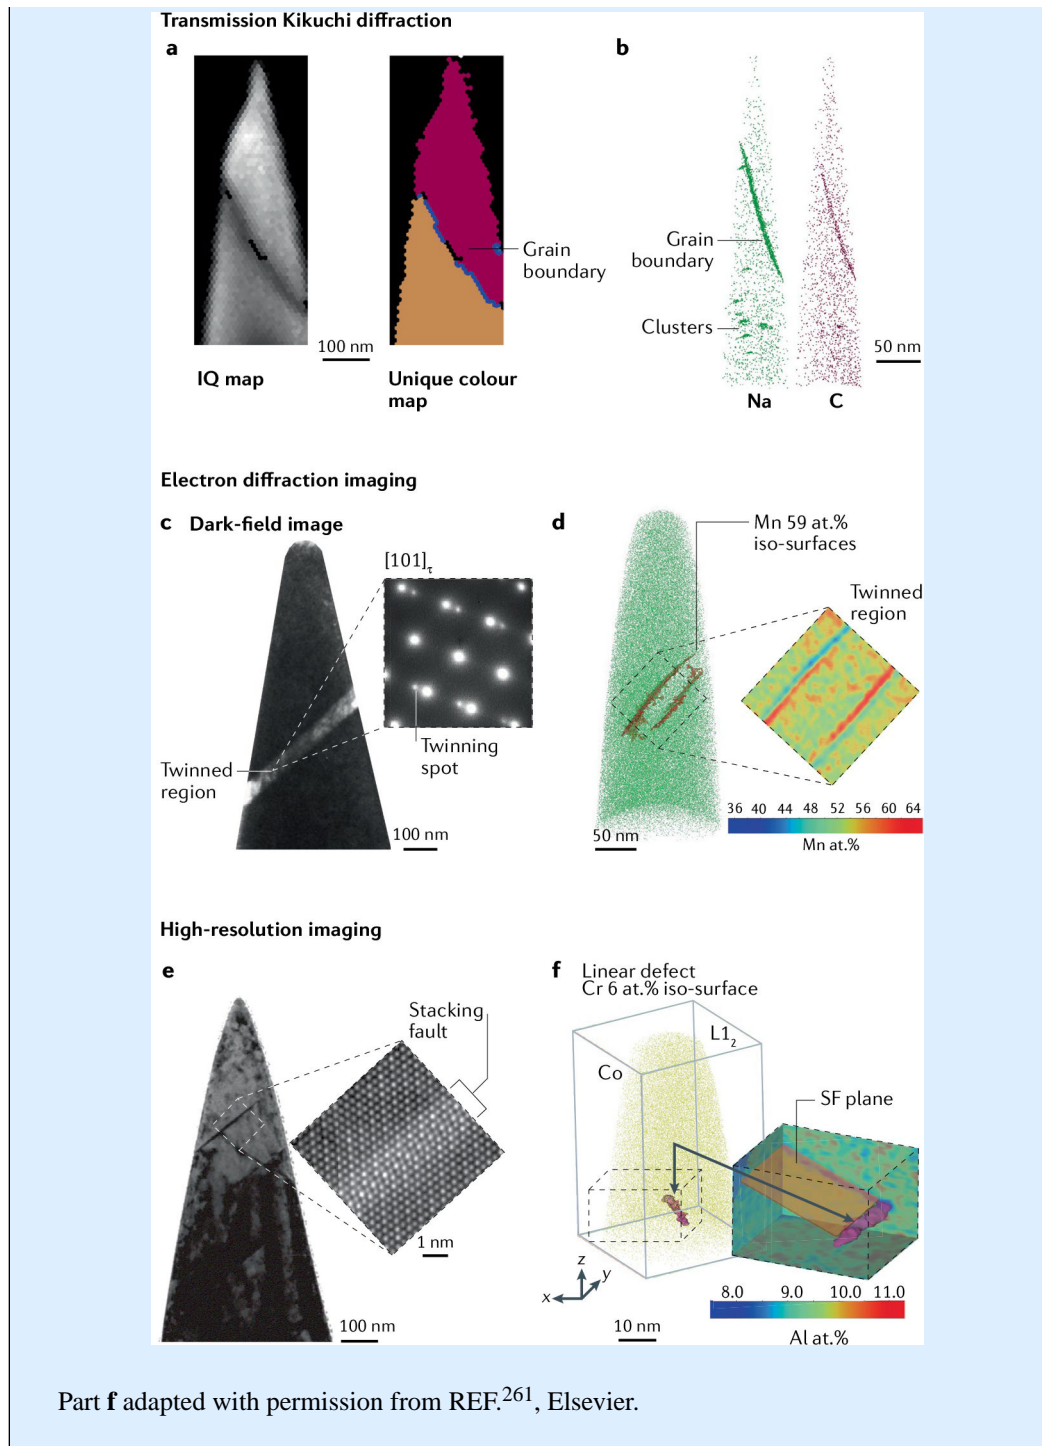 Transmission Kikuchi diffraction
a
b
Grain
boundary
Grain
boundary
Clusters
100 nm
50 nm
IQ map
Unique colour
map
Na
C
Electron diffraction imaging
c Dark-field image
d
Mn 59 at.%
iso-surfaces
[101]τ
Twinned
region
Twinning
spot
Twinned
region
100 nm
50 nm
36 40 44 48 52 56 60 64
Mn at.%
High-resolution imaging
e
f Linear defect
Cr 6 at.% iso-surface
Stacking
fault
L1₂
Co
SF plane
1 nm
z
y
x
8.0 9.0 10.0 11.0
Al at.%
100 nm
10 nm
Part f adapted with permission from REF.²⁶¹, Elsevier.